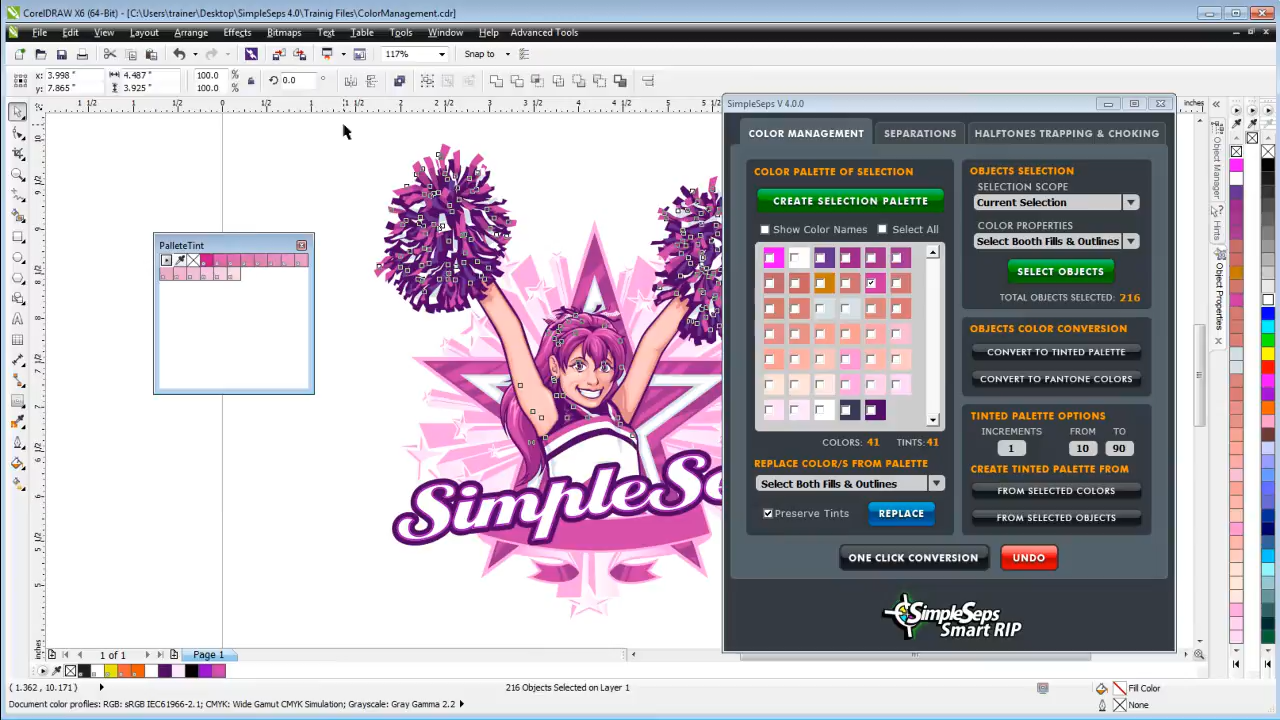 CorelDRAW X6 (64-Bit) - [C:\Users\trainer\Desktop\SimpleSeps 4.0\Trainig Files\ColorManagement.cdr]
File Edit View Layout Arrange Effects Bitmaps Text Table Tools Window Help Advanced Tools
117% Snap to
x: 3.998 " 4.487 " 100.0 % 0.0 °
y: 7.865 " 3.925 " 100.0 %
inches
SimpleSeps V 4.0.0
COLOR MANAGEMENT SEPARATIONS HALFTONES TRAPPING & CHOKING
COLOR PALETTE OF SELECTION
CREATE SELECTION PALETTE
Show Color Names Select All
COLORS: 41 TINTS: 41
REPLACE COLOR/S FROM PALETTE
Select Both Fills & Outlines
Preserve Tints REPLACE
OBJECTS SELECTION
SELECTION SCOPE
Current Selection
COLOR PROPERTIES
Select Booth Fills & Outlines
SELECT OBJECTS
TOTAL OBJECTS SELECTED: 216
OBJECTS COLOR CONVERSION
CONVERT TO TINTED PALETTE
CONVERT TO PANTONE COLORS
TINTED PALETTE OPTIONS
INCREMENTS FROM TO
1 10 90
CREATE TINTED PALETTE FROM
FROM SELECTED COLORS
FROM SELECTED OBJECTS
ONE CLICK CONVERSION UNDO
SimpleSeps
Smart RIP
PalleteTint
SimpleSe
Object Manager
Hints
Object Properties
inches
1 of 1 Page 1
( 1.362, 10.171 ) 216 Objects Selected on Layer 1 Fill Color
Document color profiles: RGB: sRGB IEC61966-2.1; CMYK: Wide Gamut CMYK Simulation; Grayscale: Gray Gamma 2.2 None